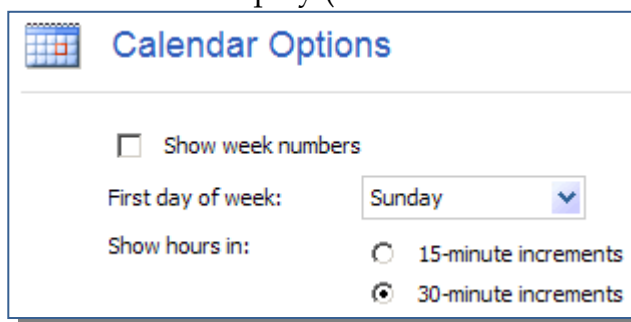 Calendar Options
Show week numbers
First day of week: Sunday
Show hours in: 15-minute increments
30-minute increments